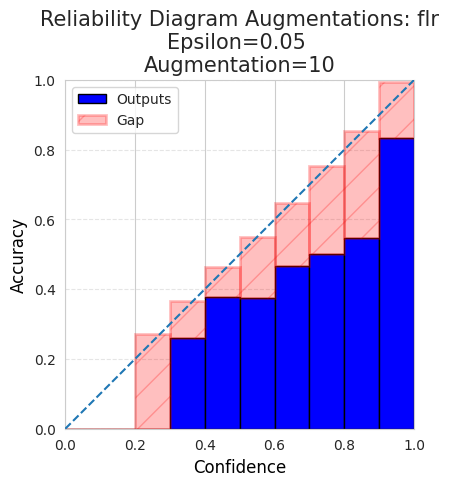 Reliability Diagram Augmentations: flr
Epsilon=0.05
Augmentation=10
1.0
0.8
0.6
0.4
0.2
0.0
Accuracy
Outputs
Gap
0.0 0.2 0.4 0.6 0.8 1.0
Confidence